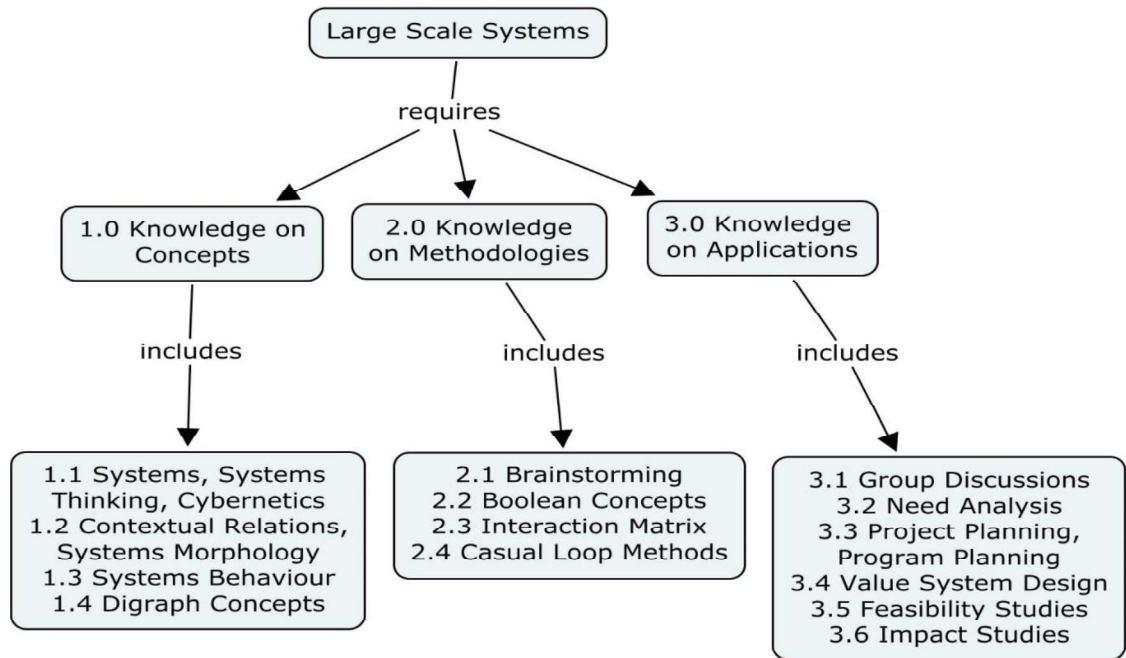 Large Scale Systems
requires
1.0 Knowledge on
Concepts
2.0 Knowledge
on Methodologies
3.0 Knowledge
on Applications
includes
includes
includes
1.1 Systems, Systems
Thinking, Cybernetics
1.2 Contextual Relations,
Systems Morphology
1.3 Systems Behaviour
1.4 Digraph Concepts
2.1 Brainstorming
2.2 Boolean Concepts
2.3 Interaction Matrix
2.4 Casual Loop Methods
3.1 Group Discussions
3.2 Need Analysis
3.3 Project Planning,
Program Planning
3.4 Value System Design
3.5 Feasibility Studies
3.6 Impact Studies